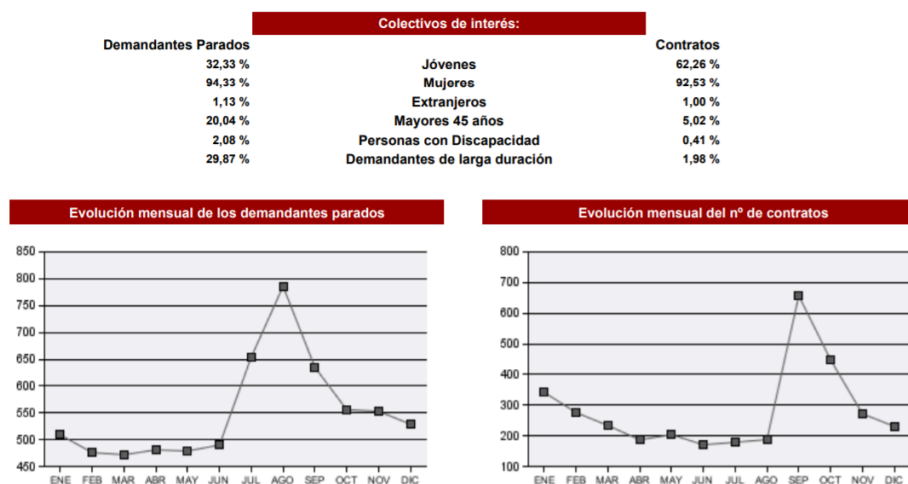 Colectivos de interés:
Demandantes Parados Contratos
32,33 % Jóvenes 62,26 %
94,33 % Mujeres 92,53 %
1,13 % Extranjeros 1,00 %
20,04 % Mayores 45 años 5,02 %
2,08 % Personas con Discapacidad 0,41 %
29,87 % Demandantes de larga duración 1,98 %
Evolución mensual de los demandantes parados
850
800
750
700
650
600
550
500
450
ENE FEB MAR ABR MAY JUN JUL AGO SEP OCT NOV DIC
Evolución mensual del nº de contratos
800
700
600
500
400
300
200
100
ENE FEB MAR ABR MAY JUN JUL AGO SEP OCT NOV DIC